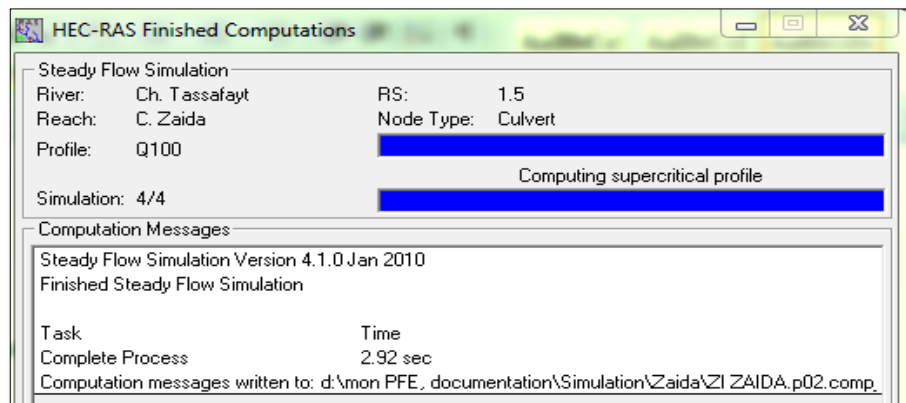 HEC-RAS Finished Computations
Steady Flow Simulation
River: Ch. Tassafayt RS: 1.5
Reach: C. Zaida Node Type: Culvert
Profile: Q100
Computing supercritical profile
Simulation: 4/4
Computation Messages
Steady Flow Simulation Version 4.1.0 Jan 2010
Finished Steady Flow Simulation
Task Time
Complete Process 2.92 sec
Computation messages written to: d:\mon PFE, documentation\Simulation\Zaida\ZI ZAIDA.p02.comp_